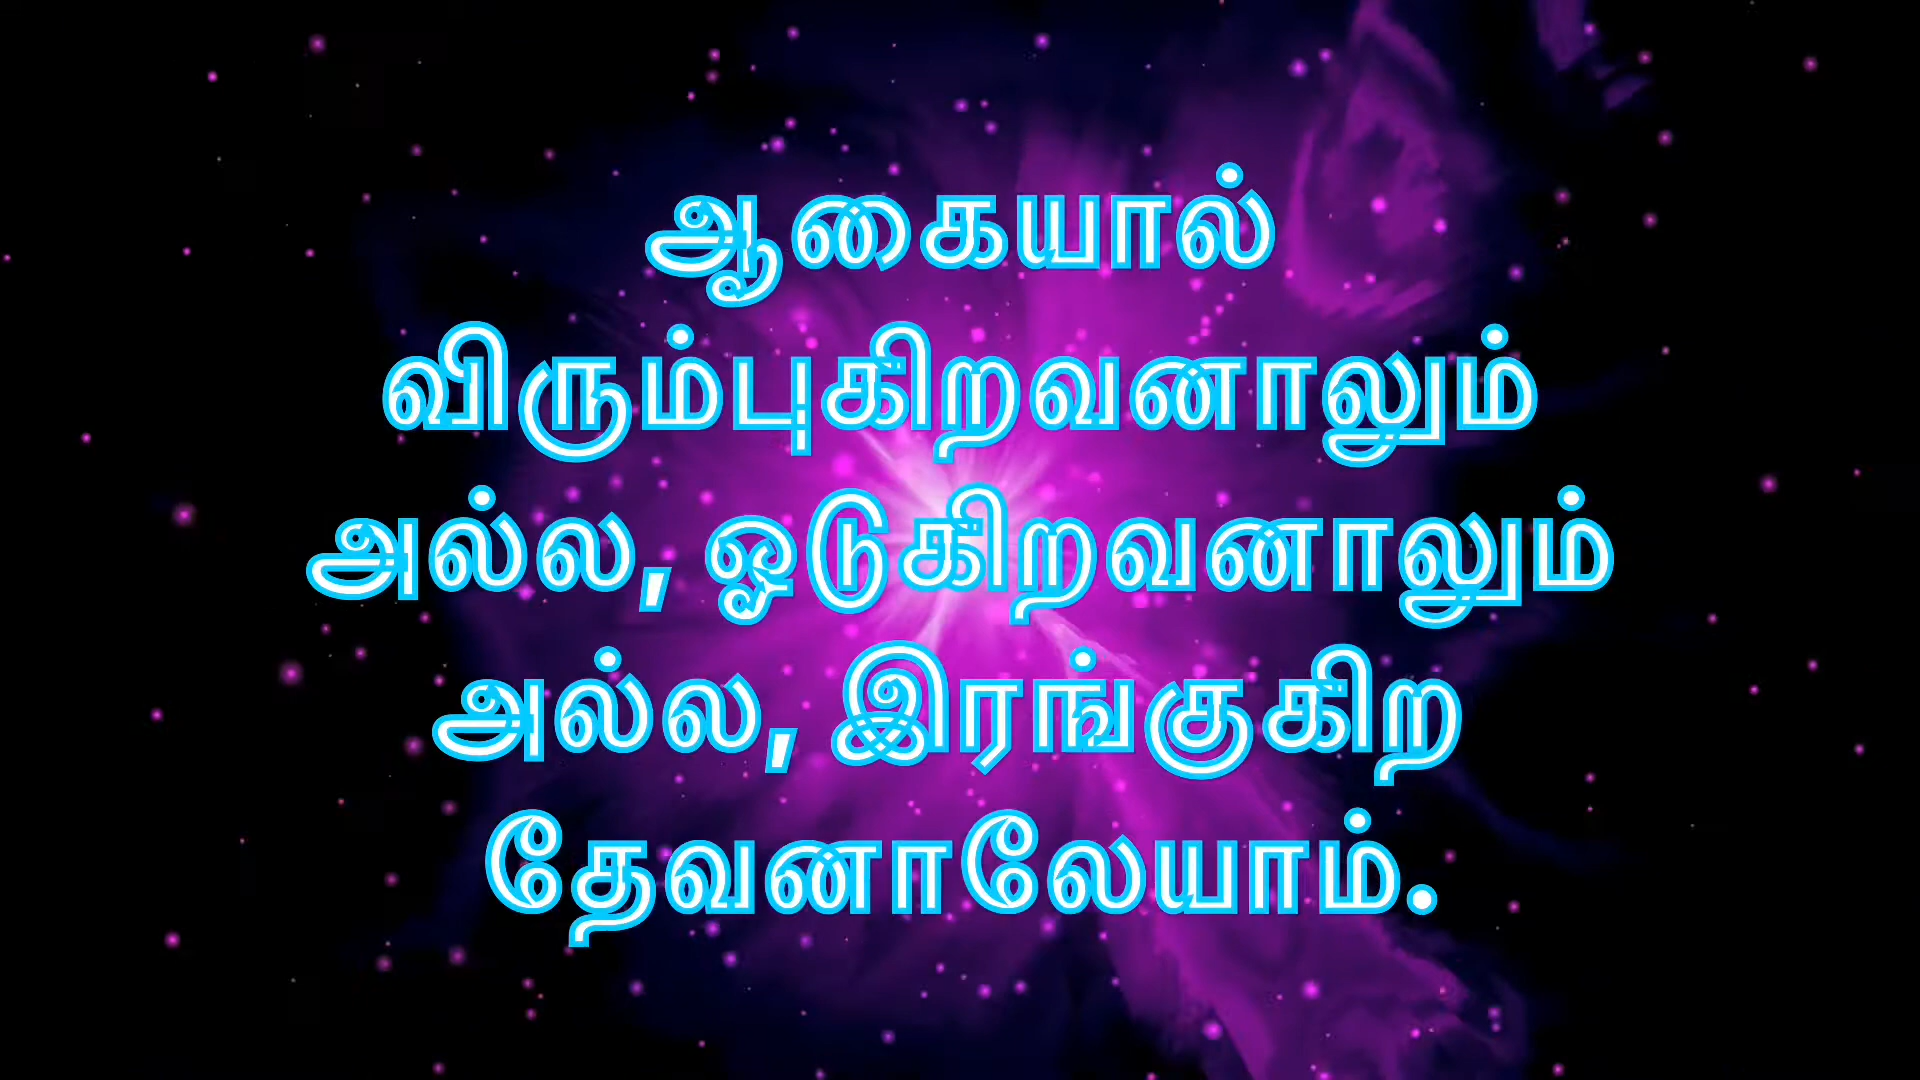 ஆகையால்
விரும்புகிறவனாலும்
அல்ல, ஓடுகிறவனாலும்
அல்ல, இரங்குகிற
தேவனாலேயாம்.